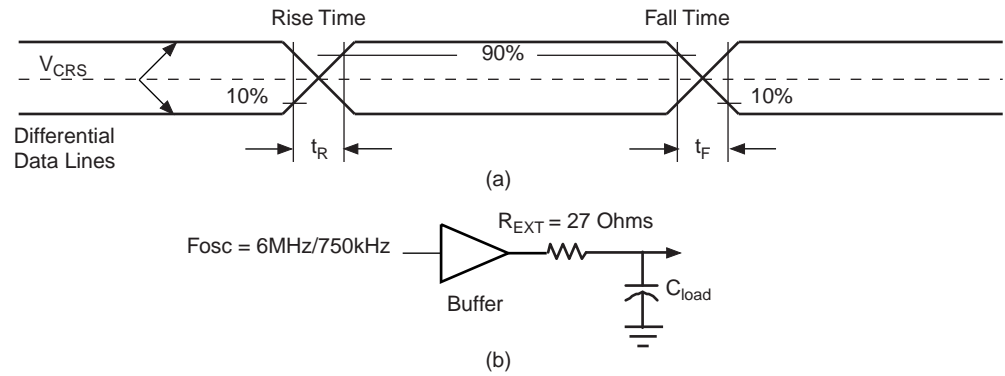 Rise Time
Fall Time
V_CRS
90%
10%
10%
Differential
Data Lines
t_R
t_F
(a)
R_EXT = 27 Ohms
Fosc = 6MHz/750kHz
Buffer
C_load
(b)